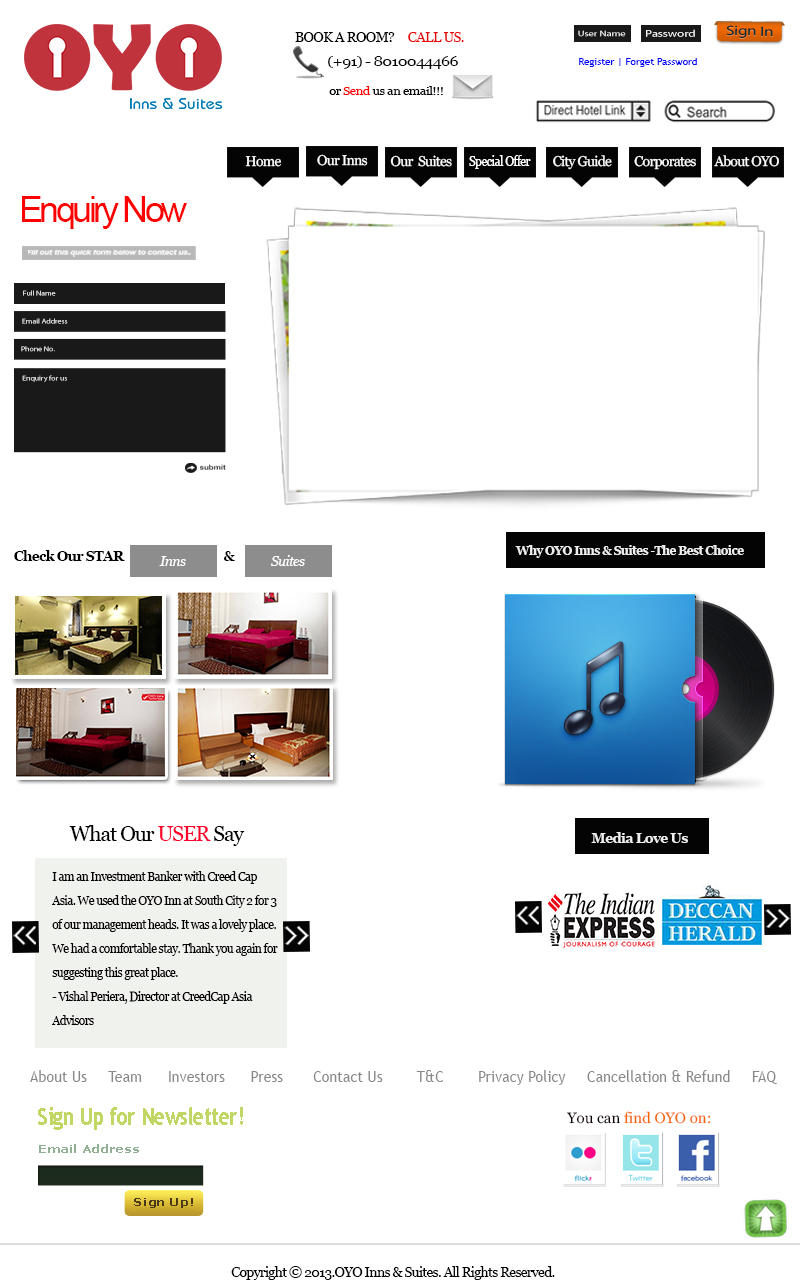 OYO
Inns & Suites
BOOK A ROOM? CALL US.
(+91) - 8010044466
or Send us an email!!!
User Name
Password
Sign In
Register | Forget Password
Direct Hotel Link
Search
Home
Our Inns
Our Suites
Special Offer
City Guide
Corporates
About OYO
Enquiry Now
Fill out this quick form below to contact us..
Full Name
Email Address
Phone No.
Enquiry for us
submit
Check Our STAR Inns & Suites
Why OYO Inns & Suites -The Best Choice
What Our USER Say
I am an Investment Banker with Creed Cap
Asia. We used the OYO Inn at South City 2 for 3
of our management heads. It was a lovely place.
We had a comfortable stay. Thank you again for
suggesting this great place.
- Vishal Periera, Director at CreedCap Asia
Advisors
Media Love Us
The Indian
EXPRESS
JOURNALISM OF COURAGE
DECCAN
HERALD
About Us
Team
Investors
Press
Contact Us
T&C
Privacy Policy
Cancellation & Refund
FAQ
Sign Up for Newsletter!
Email Address
Sign Up!
You can find OYO on:
flickr
Twitter
facebook
Copyright © 2013.OYO Inns & Suites. All Rights Reserved.